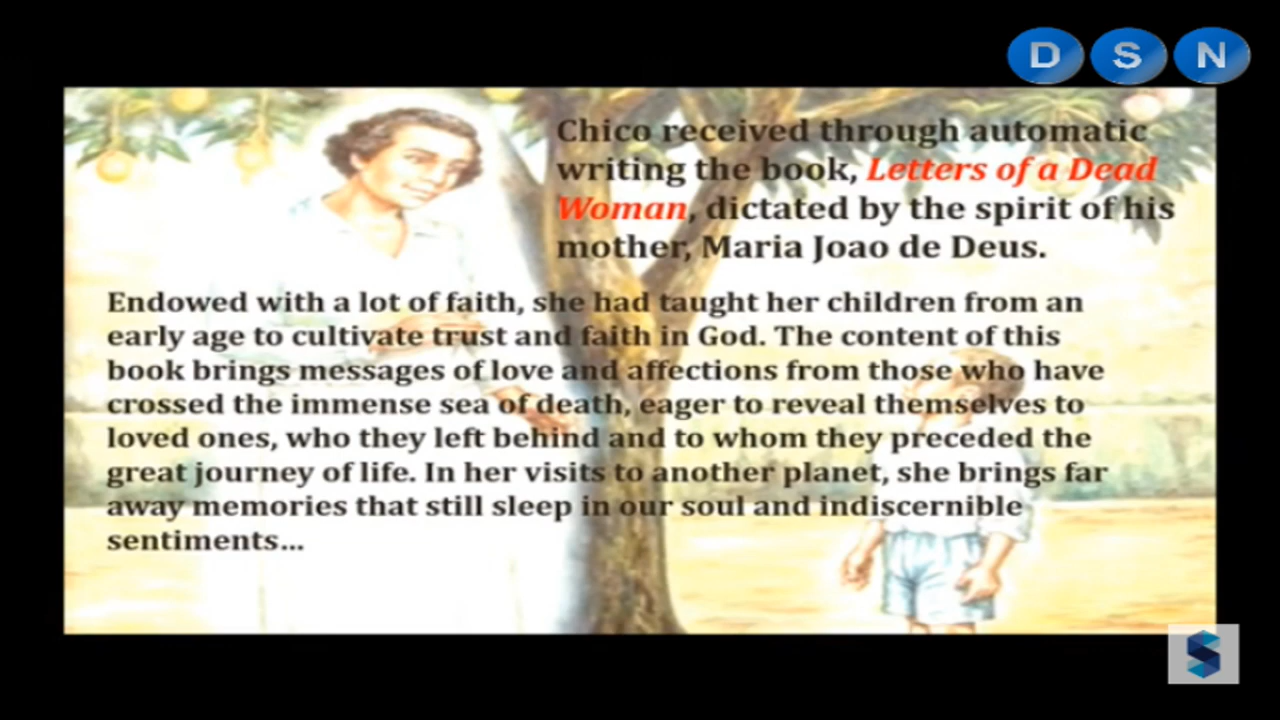 D S N
Chico received through automatic
writing the book, Letters of a Dead
Woman, dictated by the spirit of his
mother, Maria Joao de Deus.
Endowed with a lot of faith, she had taught her children from an
early age to cultivate trust and faith in God. The content of this
book brings messages of love and affections from those who have
crossed the immense sea of death, eager to reveal themselves to
loved ones, who they left behind and to whom they preceded the
great journey of life. In her visits to another planet, she brings far
away memories that still sleep in our soul and indiscernible
sentiments...